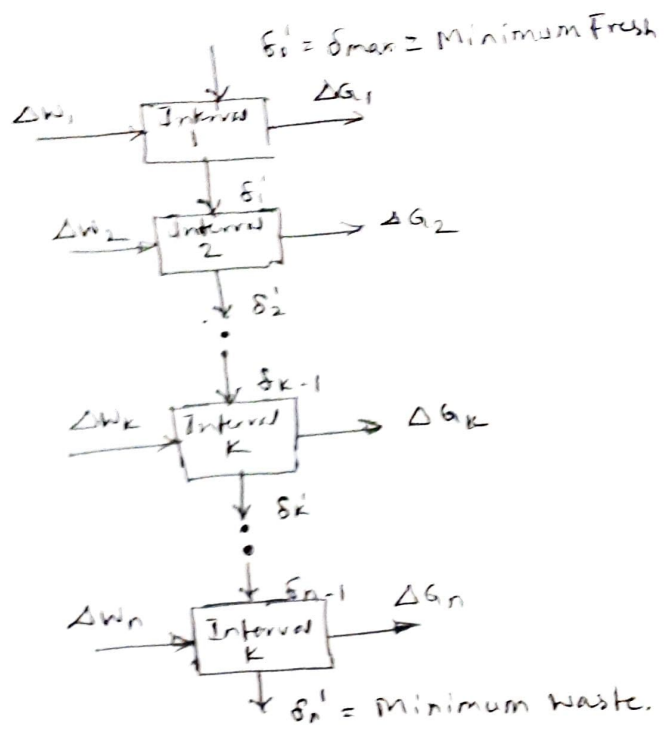 δ₀' = δmax = Minimum Fresh
ΔW₁
Interval
1
ΔG₁
δ₁'
ΔW₂
Interval
2
ΔG₂
δ₂'
δK-1
ΔWK
Interval
K
ΔGK
δK'
δn-1
ΔWn
Interval
K
ΔGn
δn' = Minimum Waste.